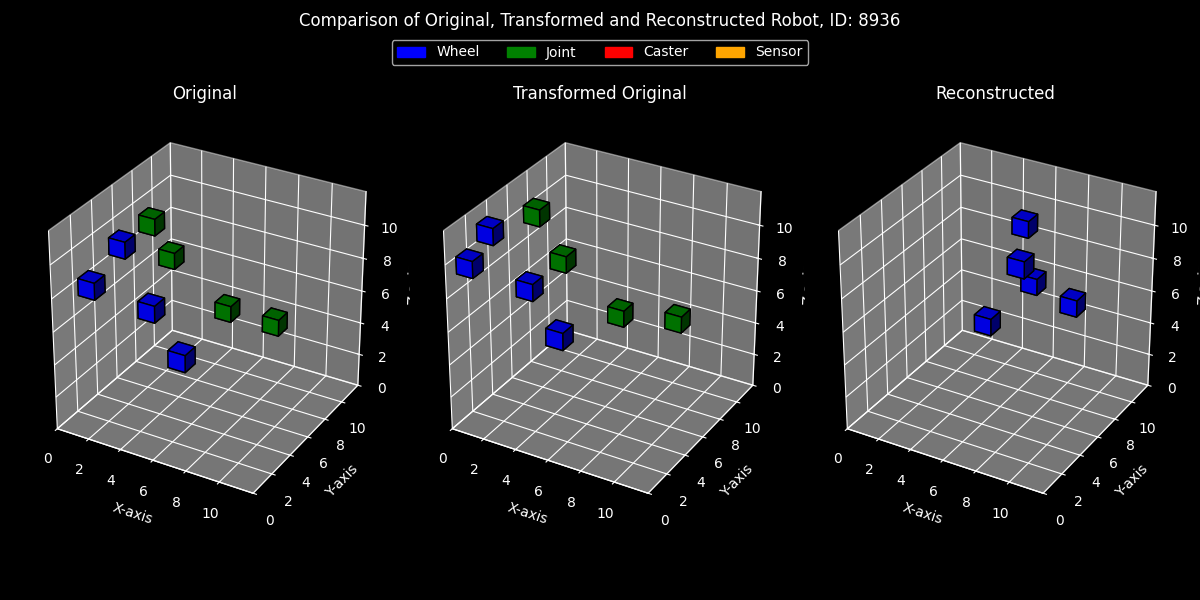 Comparison of Original, Transformed and Reconstructed Robot, ID: 8936
Wheel Joint Caster Sensor
Original Transformed Original Reconstructed
10 10 10
8 8 8
6 6 6
4 4 4
2 2 2
0 0 0
0 2 4 6 8 10 0 2 4 6 8 10 0 2 4 6 8 10
0 2 4 6 8 10 0 2 4 6 8 10 0 2 4 6 8 10
X-axis Y-axis X-axis Y-axis X-axis Y-axis